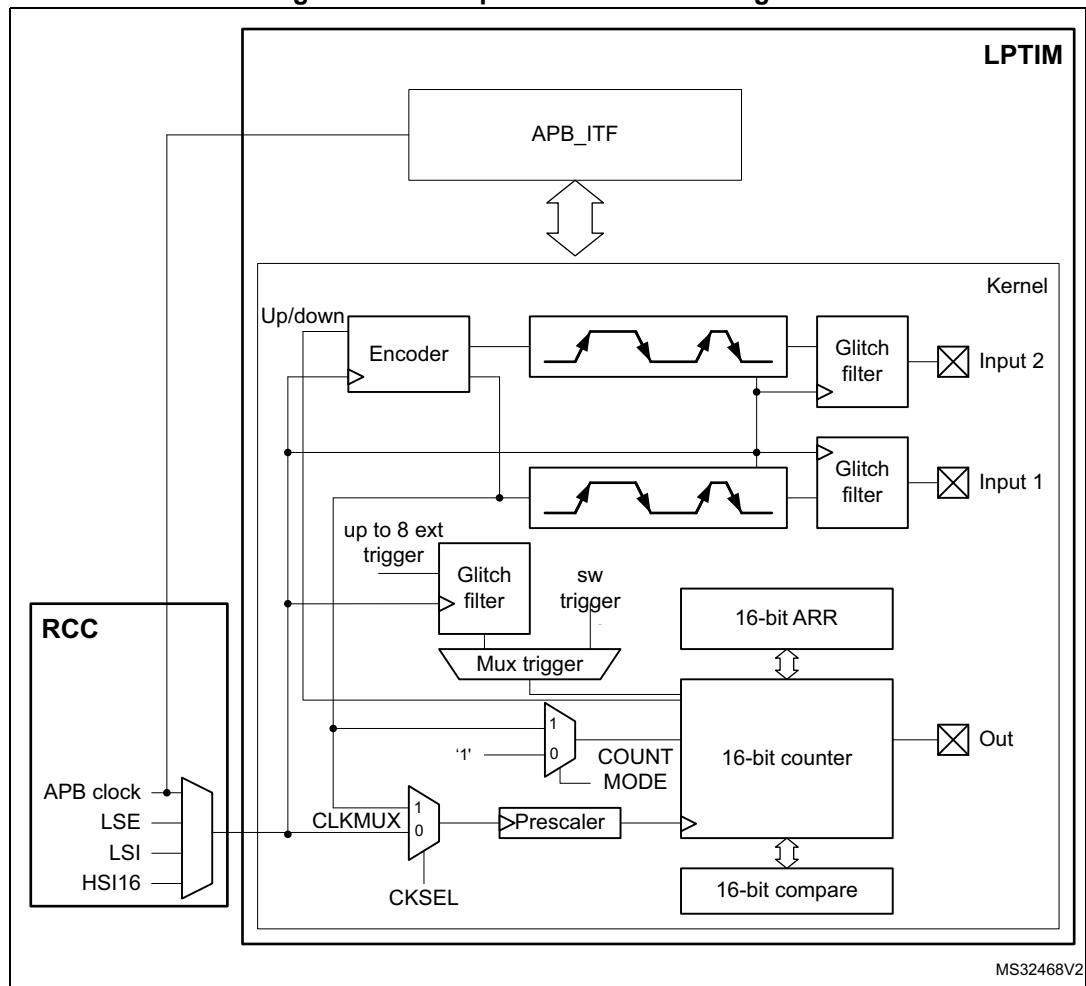 LPTIM
APB_ITF
Kernel
Up/down
Encoder
Glitch
filter
Input 2
Glitch
filter
Input 1
up to 8 ext
trigger
Glitch
filter
sw
trigger
16-bit ARR
RCC
Mux trigger
1
0
'1'
COUNT
MODE
16-bit counter
Out
APB clock
LSE
LSI
HSI16
CLKMUX
1
0
Prescaler
CKSEL
16-bit compare
MS32468V2